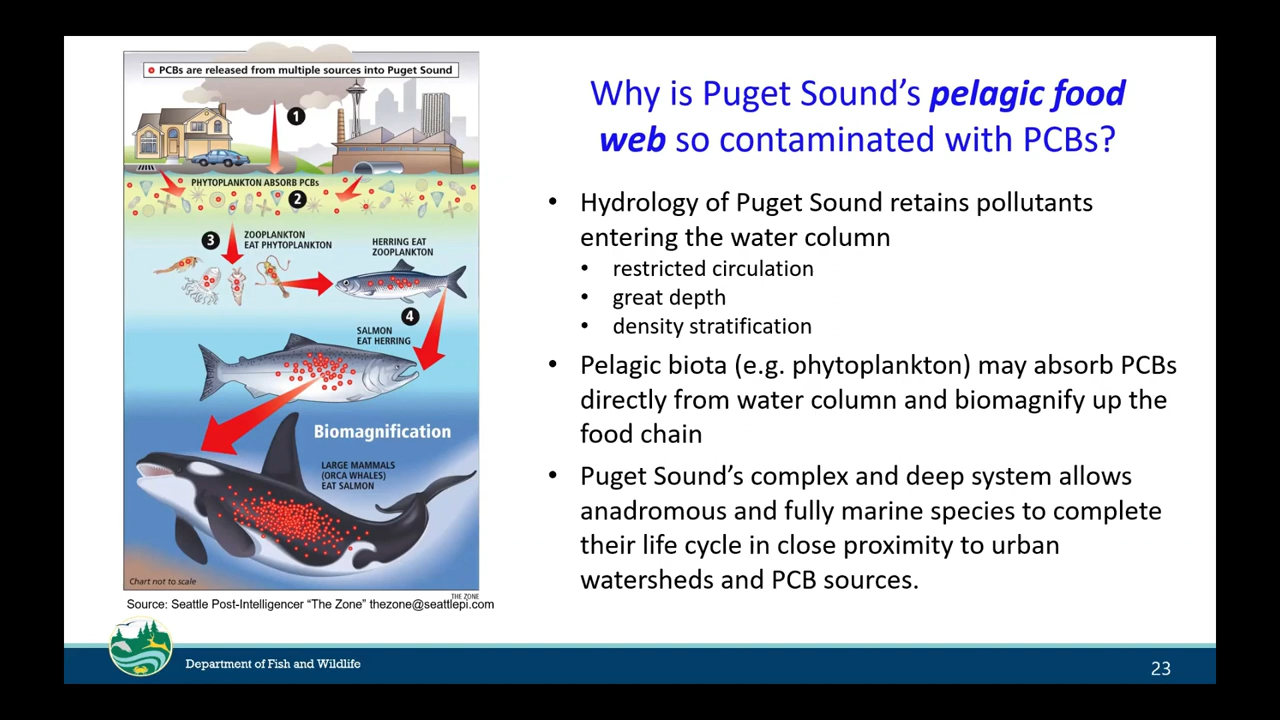 PCBs are released from multiple sources into Puget Sound
1
PHYTOPLANKTON ABSORB PCBs
2
3
ZOOPLANKTON
EAT PHYTOPLANKTON
HERRING EAT
ZOOPLANKTON
4
SALMON
EAT HERRING
Biomagnification
LARGE MAMMALS
(ORCA WHALES)
EAT SALMON
Chart not to scale
THE ZONE
Source: Seattle Post-Intelligencer “The Zone” thezone@seattlepi.com
Why is Puget Sound’s pelagic food
web so contaminated with PCBs?
• Hydrology of Puget Sound retains pollutants
entering the water column
• restricted circulation
• great depth
• density stratification
• Pelagic biota (e.g. phytoplankton) may absorb PCBs
directly from water column and biomagnify up the
food chain
• Puget Sound’s complex and deep system allows
anadromous and fully marine species to complete
their life cycle in close proximity to urban
watersheds and PCB sources.
Department of Fish and Wildlife
23